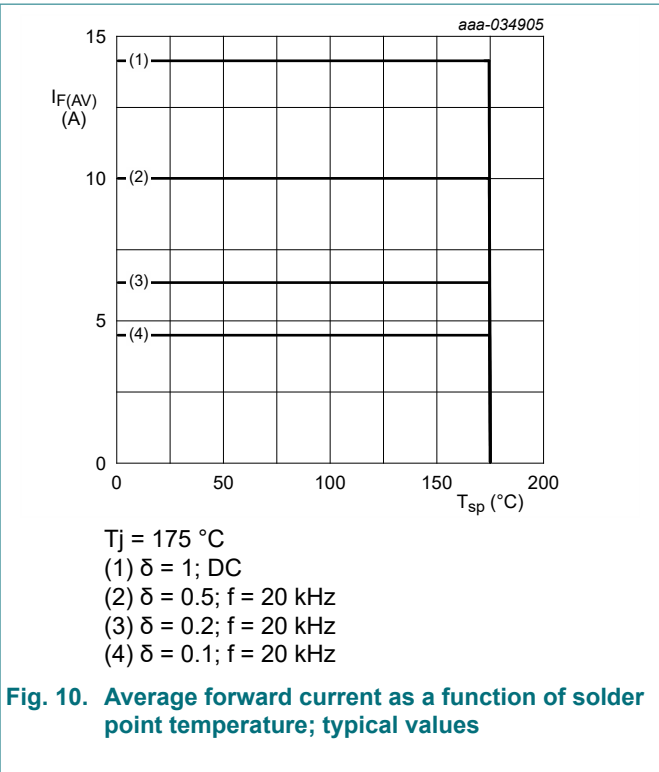 aaa-034905
15
I_F(AV)
(A)
10
5
0
(1)
(2)
(3)
(4)
0 50 100 150 200
T_sp (°C)
Tj = 175 °C
(1) δ = 1; DC
(2) δ = 0.5; f = 20 kHz
(3) δ = 0.2; f = 20 kHz
(4) δ = 0.1; f = 20 kHz
Fig. 10. Average forward current as a function of solder
point temperature; typical values